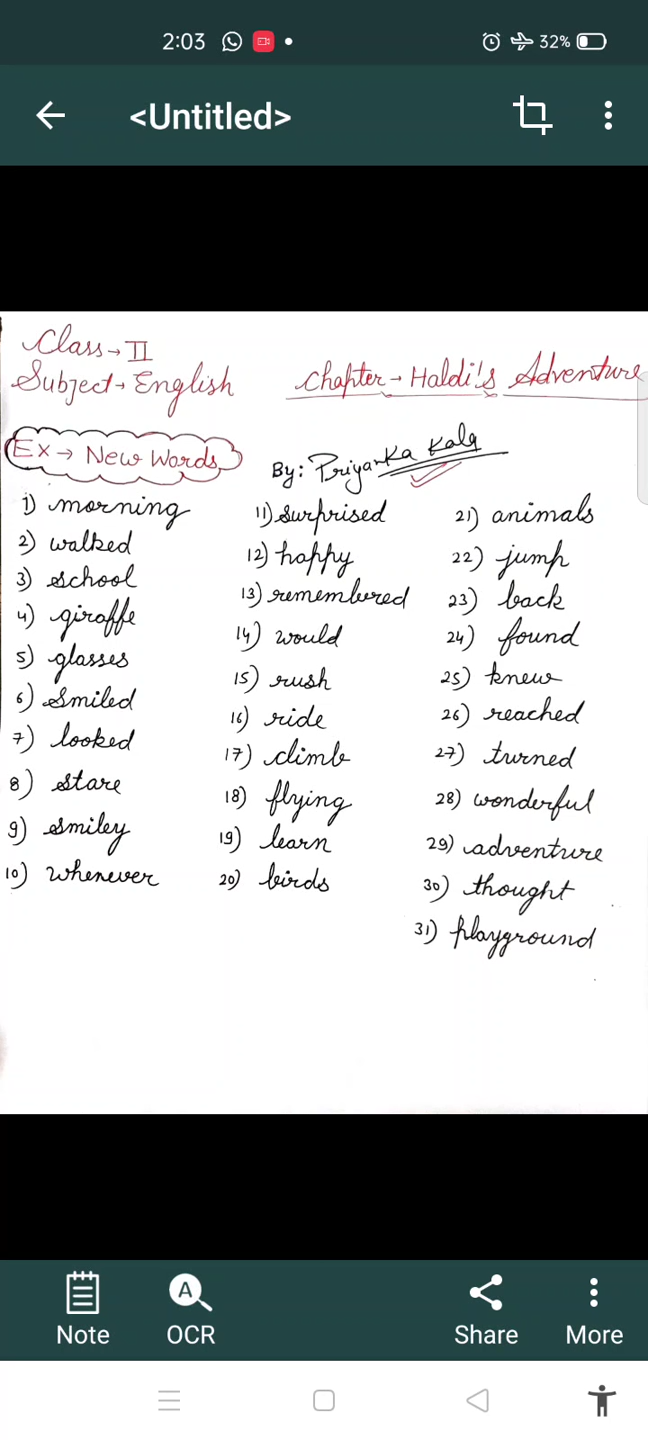 2:03 32%
<Untitled>
Class → II
Subject → English
Chapter → Haldi's Adventure
Ex → New Words
By: Priyanka Kala
1) morning
2) walked
3) school
4) giraffe
5) glasses
6) Smiled
7) looked
8) stare
9) smiley
10) whenever
11) surprised
12) happy
13) remembered
14) would
15) rush
16) ride
17) climb
18) flying
19) learn
20) birds
21) animals
22) jump
23) back
24) found
25) knew
26) reached
27) turned
28) wonderful
29) adventure
30) thought
31) playground
Note OCR Share More